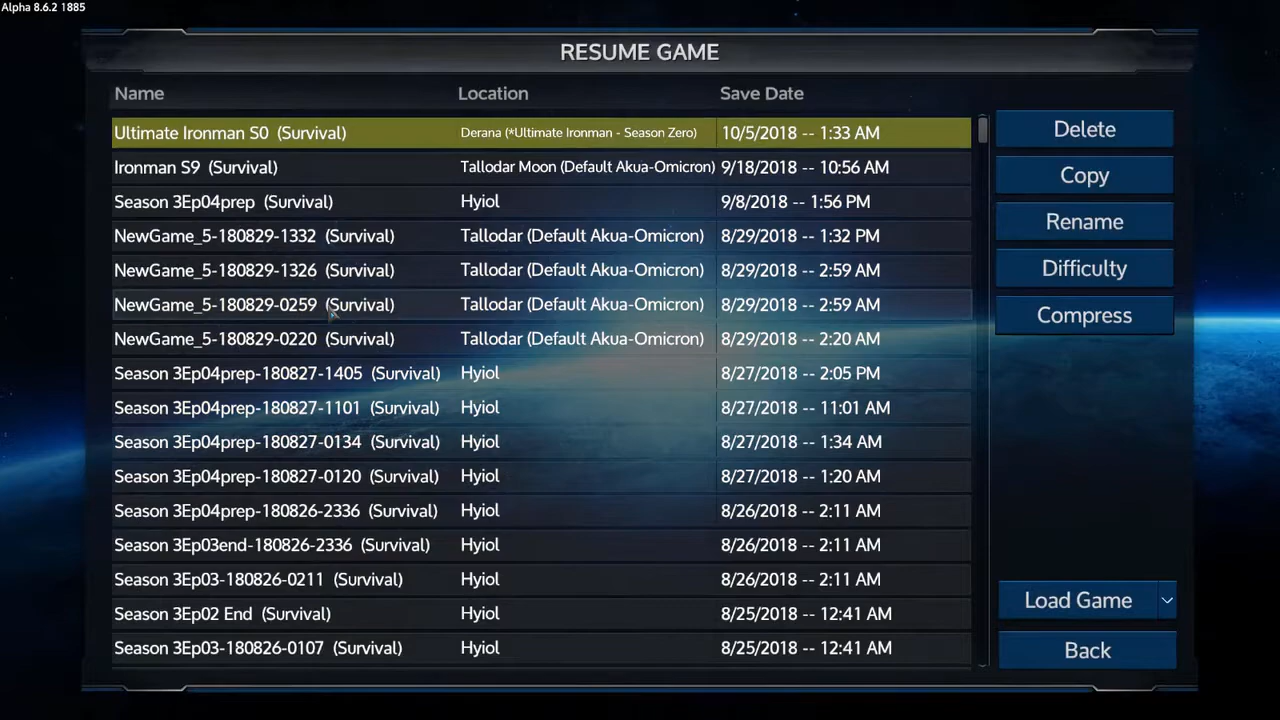 Alpha 8.6.2 1885
RESUME GAME
Name Location Save Date
Ultimate Ironman S0 (Survival) Derana (*Ultimate Ironman - Season Zero) 10/5/2018 -- 1:33 AM
Ironman S9 (Survival) Tallodar Moon (Default Akua-Omicron) 9/18/2018 -- 10:56 AM
Season 3Ep04prep (Survival) Hyiol 9/8/2018 -- 1:56 PM
NewGame_5-180829-1332 (Survival) Tallodar (Default Akua-Omicron) 8/29/2018 -- 1:32 PM
NewGame_5-180829-1326 (Survival) Tallodar (Default Akua-Omicron) 8/29/2018 -- 2:59 AM
NewGame_5-180829-0259 (Survival) Tallodar (Default Akua-Omicron) 8/29/2018 -- 2:59 AM
NewGame_5-180829-0220 (Survival) Tallodar (Default Akua-Omicron) 8/29/2018 -- 2:20 AM
Season 3Ep04prep-180827-1405 (Survival) Hyiol 8/27/2018 -- 2:05 PM
Season 3Ep04prep-180827-1101 (Survival) Hyiol 8/27/2018 -- 11:01 AM
Season 3Ep04prep-180827-0134 (Survival) Hyiol 8/27/2018 -- 1:34 AM
Season 3Ep04prep-180827-0120 (Survival) Hyiol 8/27/2018 -- 1:20 AM
Season 3Ep04prep-180826-2336 (Survival) Hyiol 8/26/2018 -- 2:11 AM
Season 3Ep03end-180826-2336 (Survival) Hyiol 8/26/2018 -- 2:11 AM
Season 3Ep03-180826-0211 (Survival) Hyiol 8/26/2018 -- 2:11 AM
Season 3Ep02 End (Survival) Hyiol 8/25/2018 -- 12:41 AM
Season 3Ep03-180826-0107 (Survival) Hyiol 8/25/2018 -- 12:41 AM
Delete
Copy
Rename
Difficulty
Compress
Load Game
Back